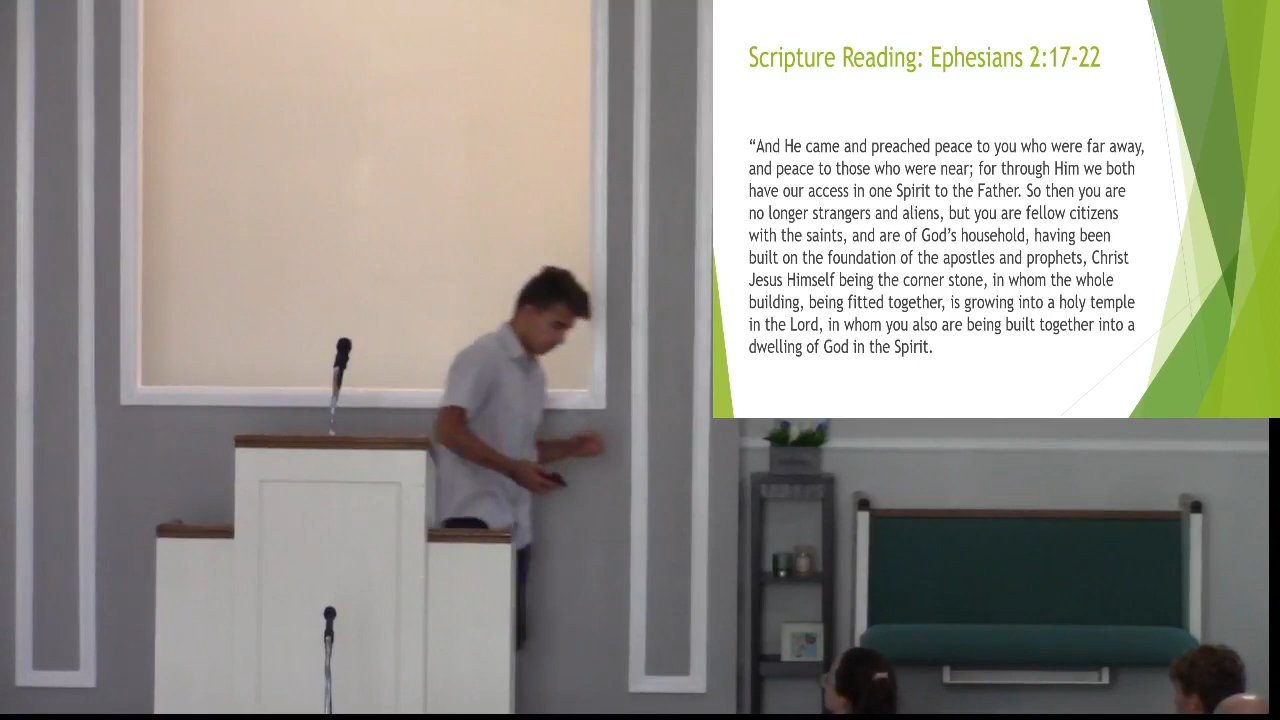 Scripture Reading: Ephesians 2:17-22
“And He came and preached peace to you who were far away,
and peace to those who were near; for through Him we both
have our access in one Spirit to the Father. So then you are
no longer strangers and aliens, but you are fellow citizens
with the saints, and are of God’s household, having been
built on the foundation of the apostles and prophets, Christ
Jesus Himself being the corner stone, in whom the whole
building, being fitted together, is growing into a holy temple
in the Lord, in whom you also are being built together into a
dwelling of God in the Spirit.